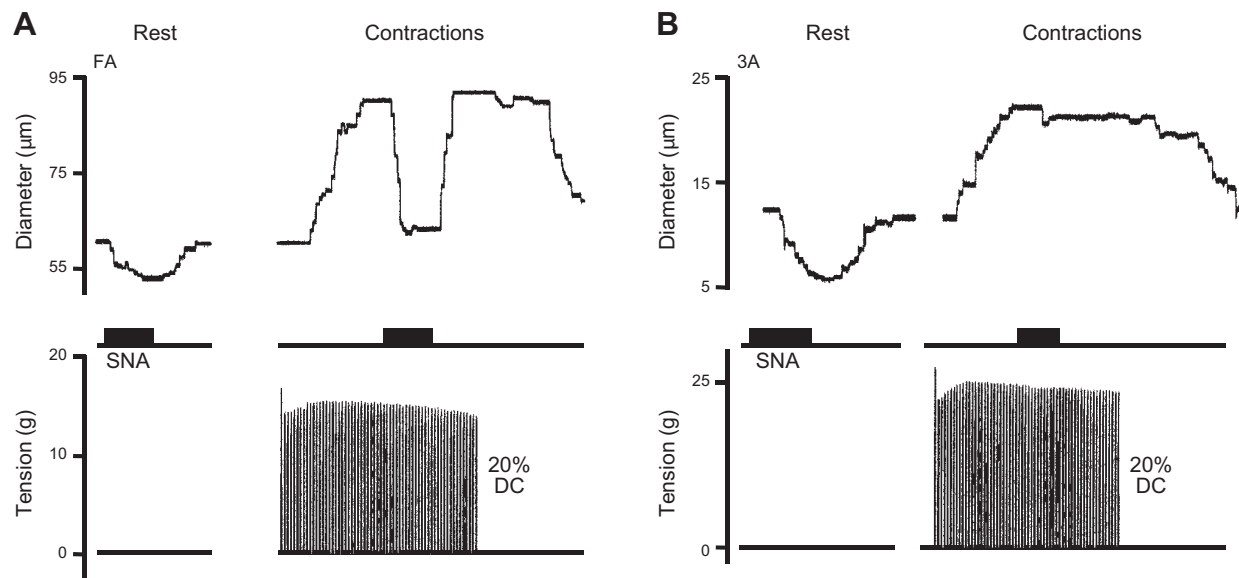 A
Rest
Contractions
FA
Diameter (µm)
95
75
55
SNA
Tension (g)
20
10
0
20%
DC
B
Rest
Contractions
3A
Diameter (µm)
25
15
5
SNA
Tension (g)
25
0
20%
DC